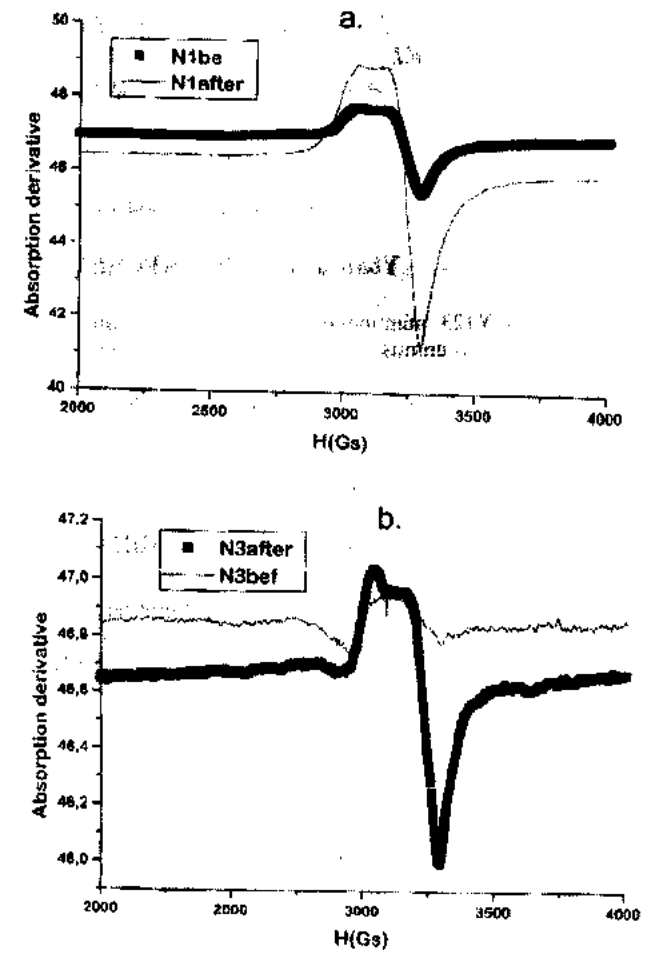 a.
50
48
46
44
42
40
N1be
N1after
Absorption derivative
2000 2500 3000 3500 4000
H(Gs)
b.
47,2
47,0
46,8
46,6
46,4
46,2
46,0
N3after
N3bef
Absorption derivative
2000 2500 3000 3500 4000
H(Gs)